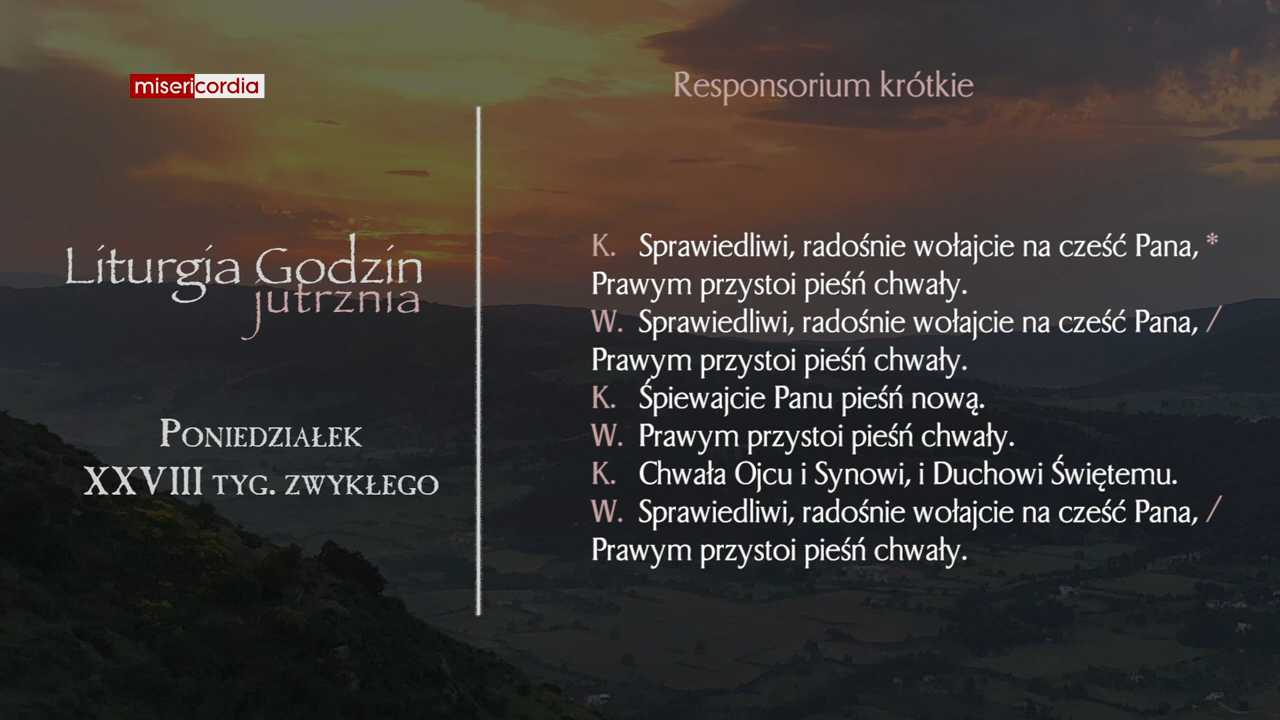 misericordia
Liturgia Godzin
jutrznia
Poniedziałek
XXVIII tyg. zwykłego
Responsorium krótkie
K. Sprawiedliwi, radośnie wołajcie na cześć Pana, *
Prawym przystoi pieśń chwały.
W. Sprawiedliwi, radośnie wołajcie na cześć Pana, /
Prawym przystoi pieśń chwały.
K. Śpiewajcie Panu pieśń nową.
W. Prawym przystoi pieśń chwały.
K. Chwała Ojcu i Synowi, i Duchowi Świętemu.
W. Sprawiedliwi, radośnie wołajcie na cześć Pana, /
Prawym przystoi pieśń chwały.